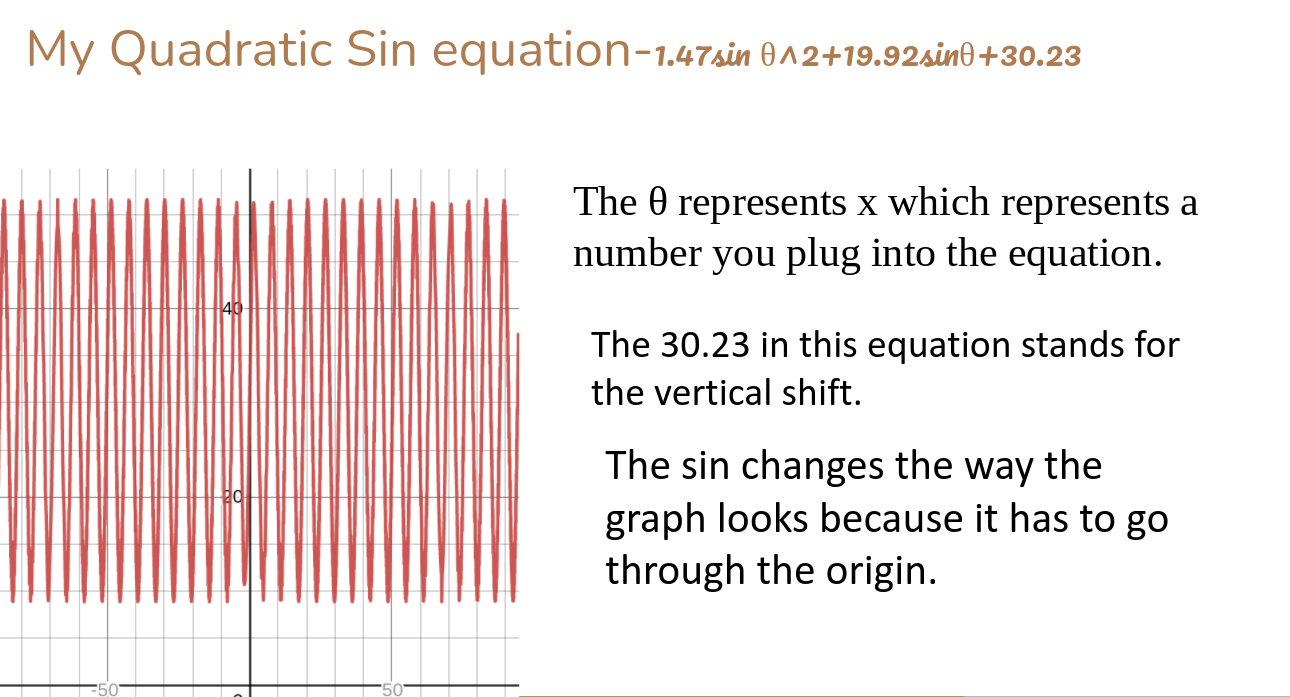 My Quadratic Sin equation-1.47sin θ^2+19.92sinθ+30.23
The θ represents x which represents a
number you plug into the equation.
The 30.23 in this equation stands for
the vertical shift.
The sin changes the way the
graph looks because it has to go
through the origin.
40
20
-50
0
50